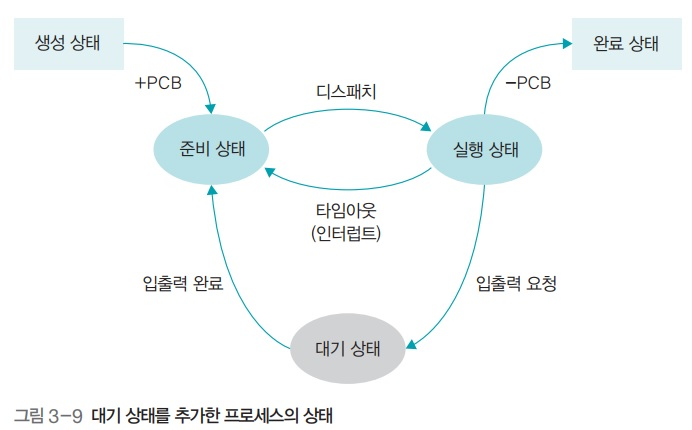 생성 상태
완료 상태
+PCB
디스패치
−PCB
준비 상태
실행 상태
타임아웃
(인터럽트)
입출력 완료
입출력 요청
대기 상태
그림 3-9 대기 상태를 추가한 프로세스의 상태